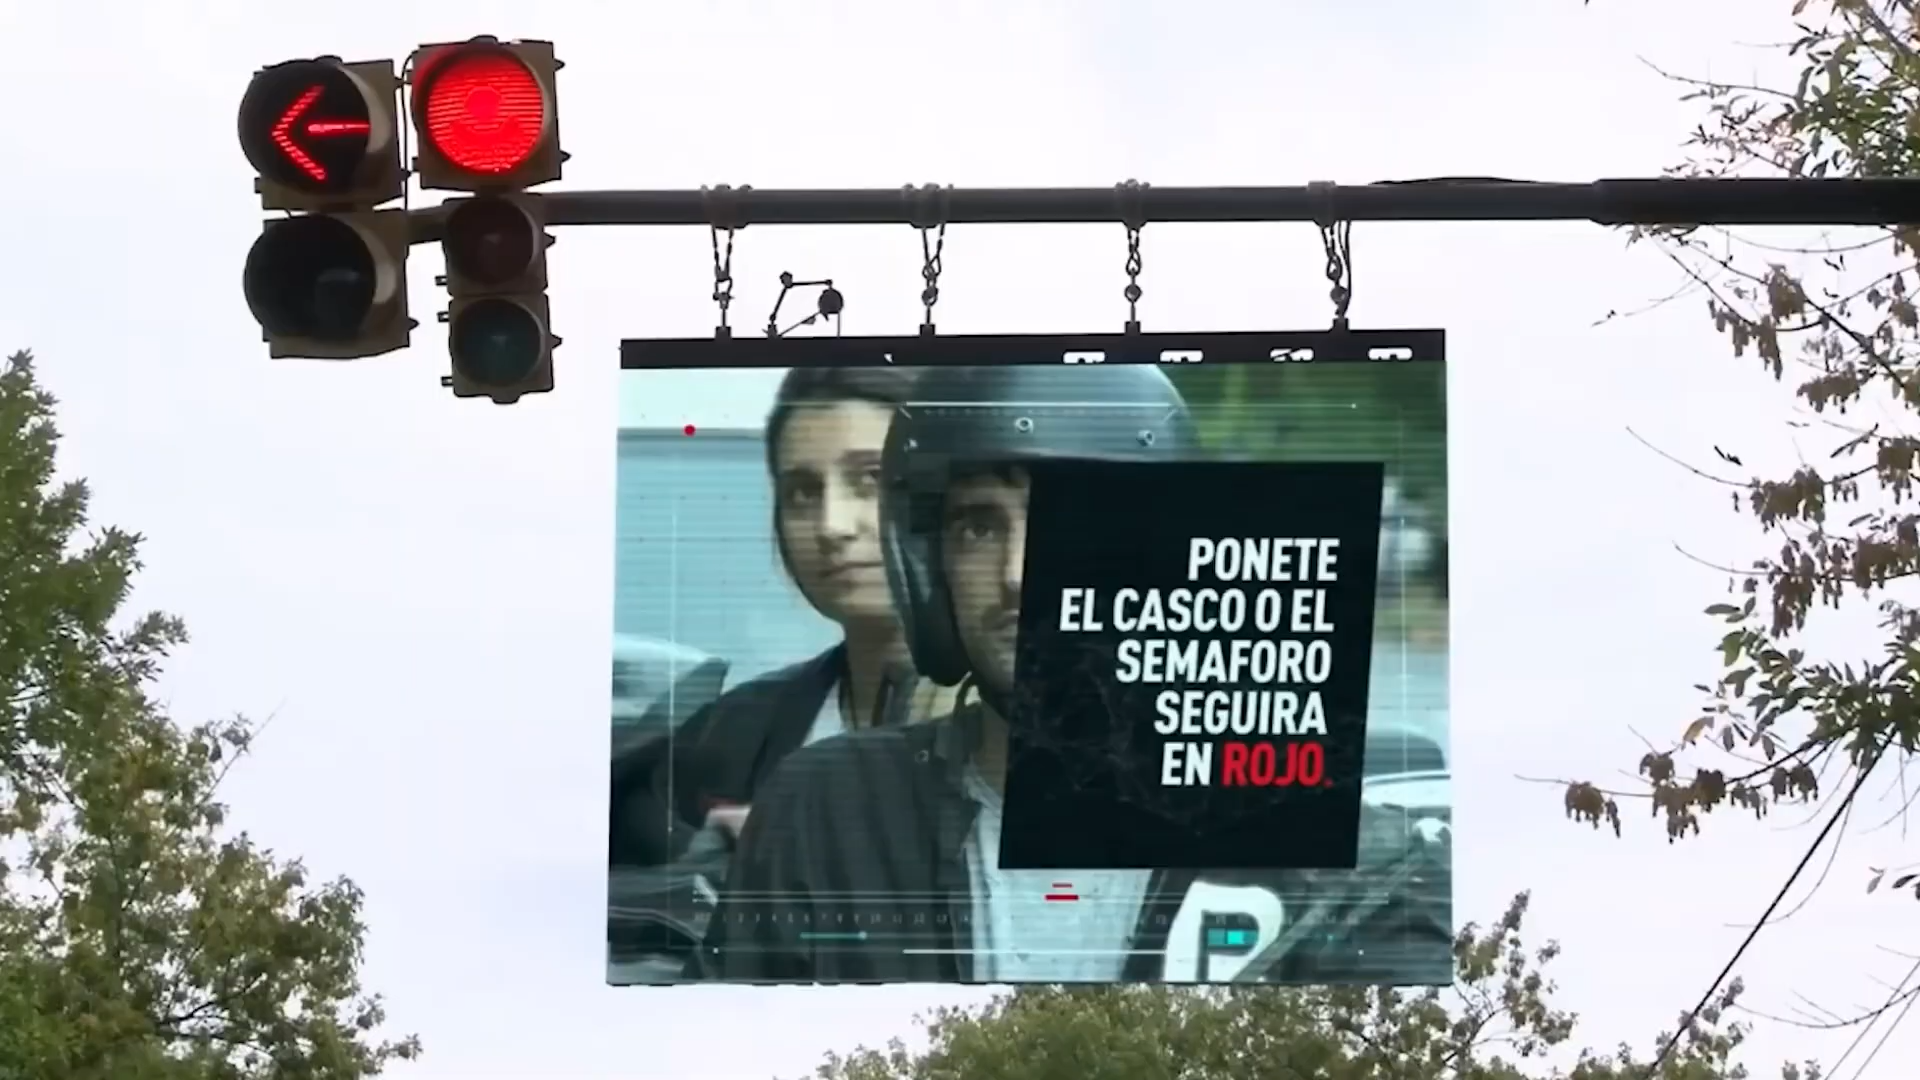 PONETE
EL CASCO O EL
SEMAFORO
SEGUIRA
EN ROJO.